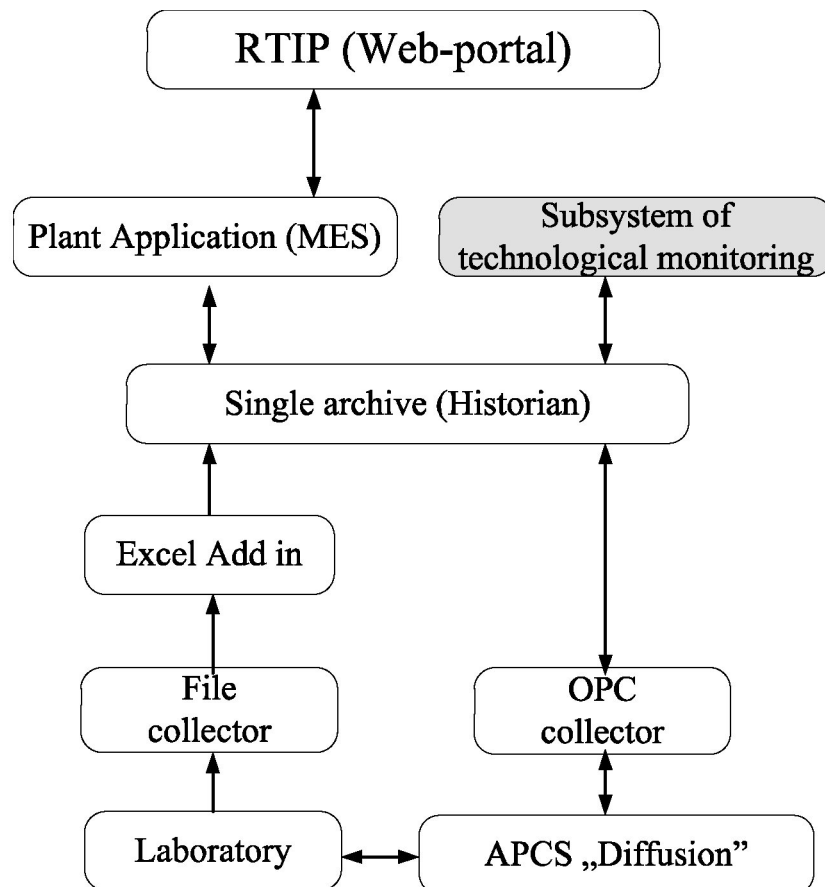 RTIP (Web-portal)
Plant Application (MES)
Subsystem of
technological monitoring
Single archive (Historian)
Excel Add in
File
collector
OPC
collector
Laboratory
APCS „Diffusion”